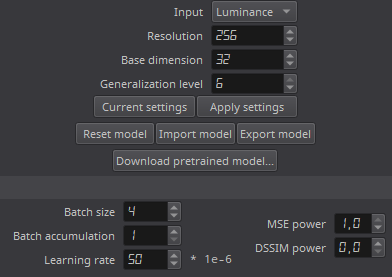 Input Luminance
Resolution 256
Base dimension 32
Generalization level 6
Current settings Apply settings
Reset model Import model Export model
Download pretrained model...
Batch size 4
MSE power 1,0
Batch accumulation 1
DSSIM power 0,0
Learning rate 50 * 1e-6